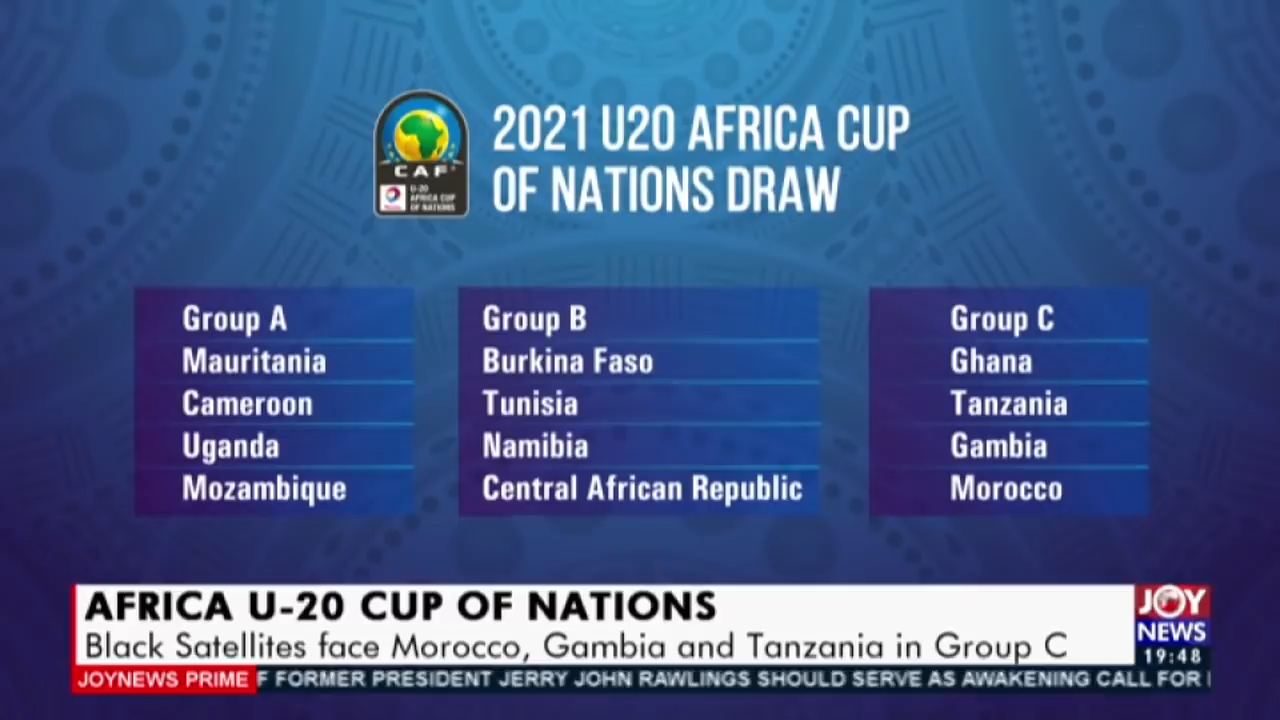 2021 U20 AFRICA CUP
OF NATIONS DRAW
CAF
U-20
AFRICA CUP
OF NATIONS
Group A
Mauritania
Cameroon
Uganda
Mozambique
Group B
Burkina Faso
Tunisia
Namibia
Central African Republic
Group C
Ghana
Tanzania
Gambia
Morocco
AFRICA U-20 CUP OF NATIONS
Black Satellites face Morocco, Gambia and Tanzania in Group C
JOY
NEWS
19:48
JOYNEWS PRIME
F FORMER PRESIDENT JERRY JOHN RAWLINGS SHOULD SERVE AS AWAKENING CALL FOR